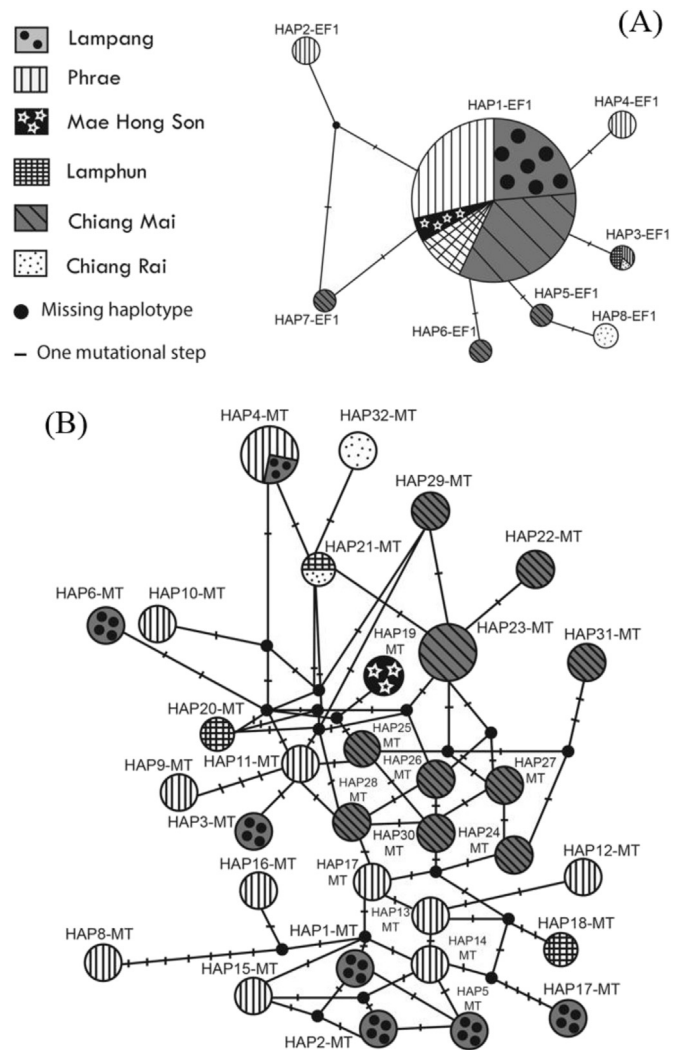 (A)
Lampang
Phrae
Mae Hong Son
Lamphun
Chiang Mai
Chiang Rai
Missing haplotype
One mutational step
HAP2-EF1
HAP1-EF1
HAP4-EF1
HAP3-EF1
HAP7-EF1
HAP5-EF1
HAP6-EF1
HAP8-EF1
(B)
HAP4-MT
HAP32-MT
HAP29-MT
HAP21-MT
HAP22-MT
HAP6-MT
HAP10-MT
HAP19
MT
HAP23-MT
HAP31-MT
HAP20-MT
HAP25
MT
HAP11-MT
HAP26
MT
HAP27
MT
HAP9-MT
HAP28
MT
HAP3-MT
HAP30
MT
HAP24
MT
HAP16-MT
HAP17
MT
HAP12-MT
HAP13
MT
HAP1-MT
HAP18-MT
HAP8-MT
HAP14
MT
HAP15-MT
HAP5
MT
HAP17-MT
HAP2-MT